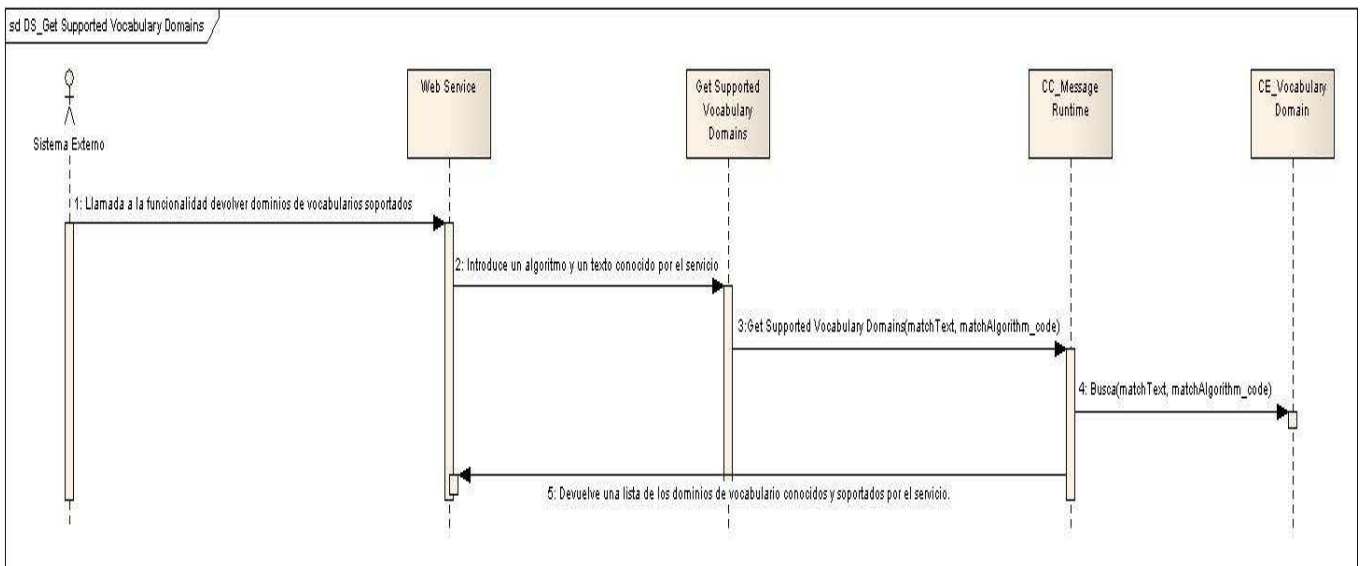 sd DS_Get Supported Vocabulary Domains
Sistema Externo
Web Service
Get Supported
Vocabulary
Domains
CC_Message
Runtime
CE_Vocabulary
Domain
1: Llamada a la funcionalidad devolver dominios de vocabularios soportados
2: Introduce un algoritmo y un texto conocido por el servicio
3:Get Supported Vocabulary Domains(matchText, matchAlgorithm_code)
4: Busca(matchText, matchAlgorithm_code)
5: Devuelve una lista de los dominios de vocabulario conocidos y soportados por el servicio.